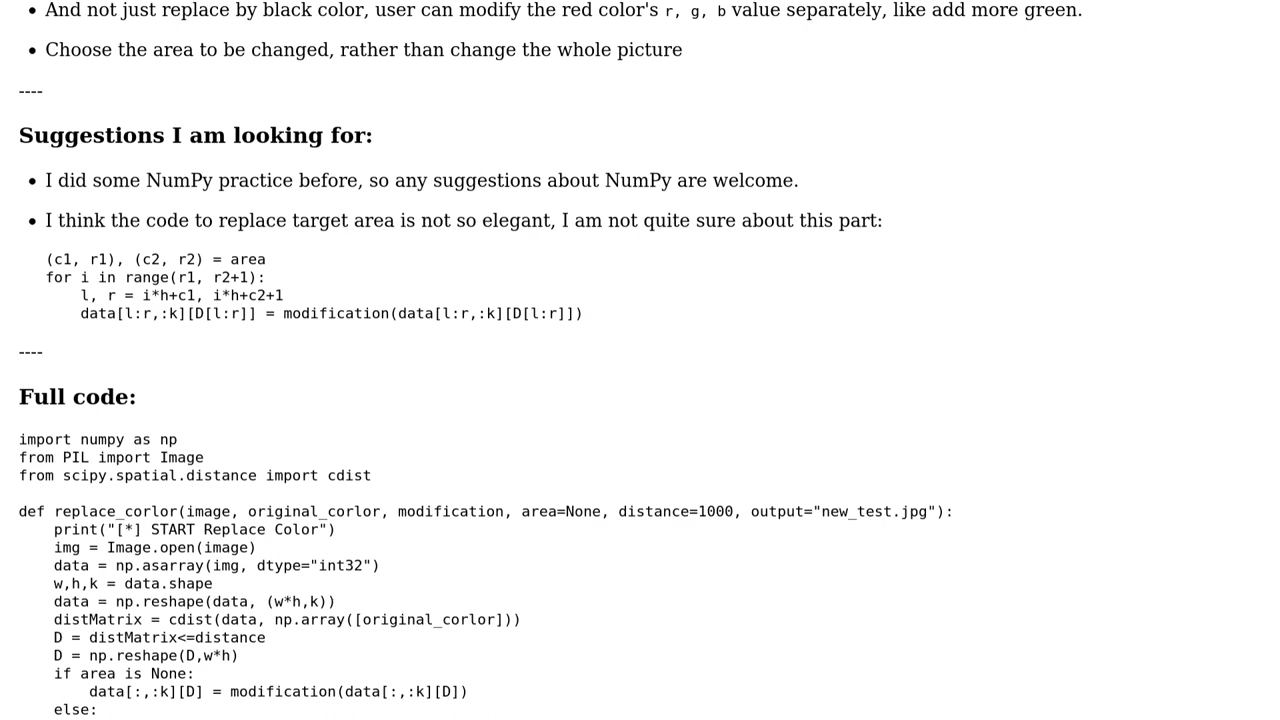 • And not just replace by black color, user can modify the red color's r, g, b value separately, like add more green.
• Choose the area to be changed, rather than change the whole picture
----
Suggestions I am looking for:
• I did some NumPy practice before, so any suggestions about NumPy are welcome.
• I think the code to replace target area is not so elegant, I am not quite sure about this part:
(c1, r1), (c2, r2) = area
for i in range(r1, r2+1):
    l, r = i*h+c1, i*h+c2+1
    data[l:r,:k][D[l:r]] = modification(data[l:r,:k][D[l:r]])
----
Full code:
import numpy as np
from PIL import Image
from scipy.spatial.distance import cdist
def replace_corlor(image, original_corlor, modification, area=None, distance=1000, output="new_test.jpg"):
    print("[*] START Replace Color")
    img = Image.open(image)
    data = np.asarray(img, dtype="int32")
    w,h,k = data.shape
    data = np.reshape(data, (w*h,k))
    distMatrix = cdist(data, np.array([original_corlor]))
    D = distMatrix<=distance
    D = np.reshape(D,w*h)
    if area is None:
        data[:,:k][D] = modification(data[:,:k][D])
    else: